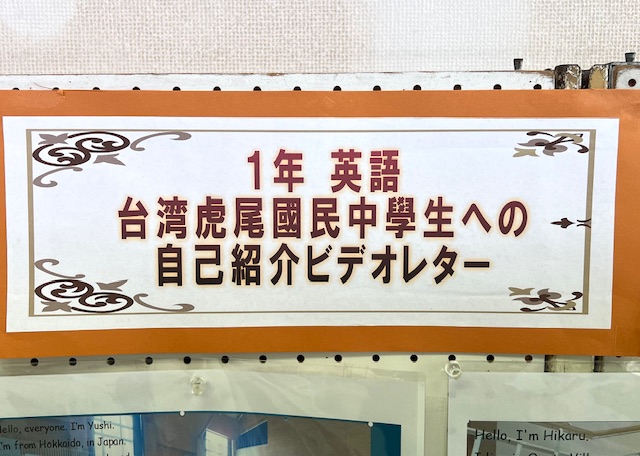 1年 英語
台湾虎尾國民中學生への
自己紹介ビデオレター
Hello, everyone. I'm Yushi.
I'm from Hokkaido, in Japan.
Hello, I'm Hikaru.